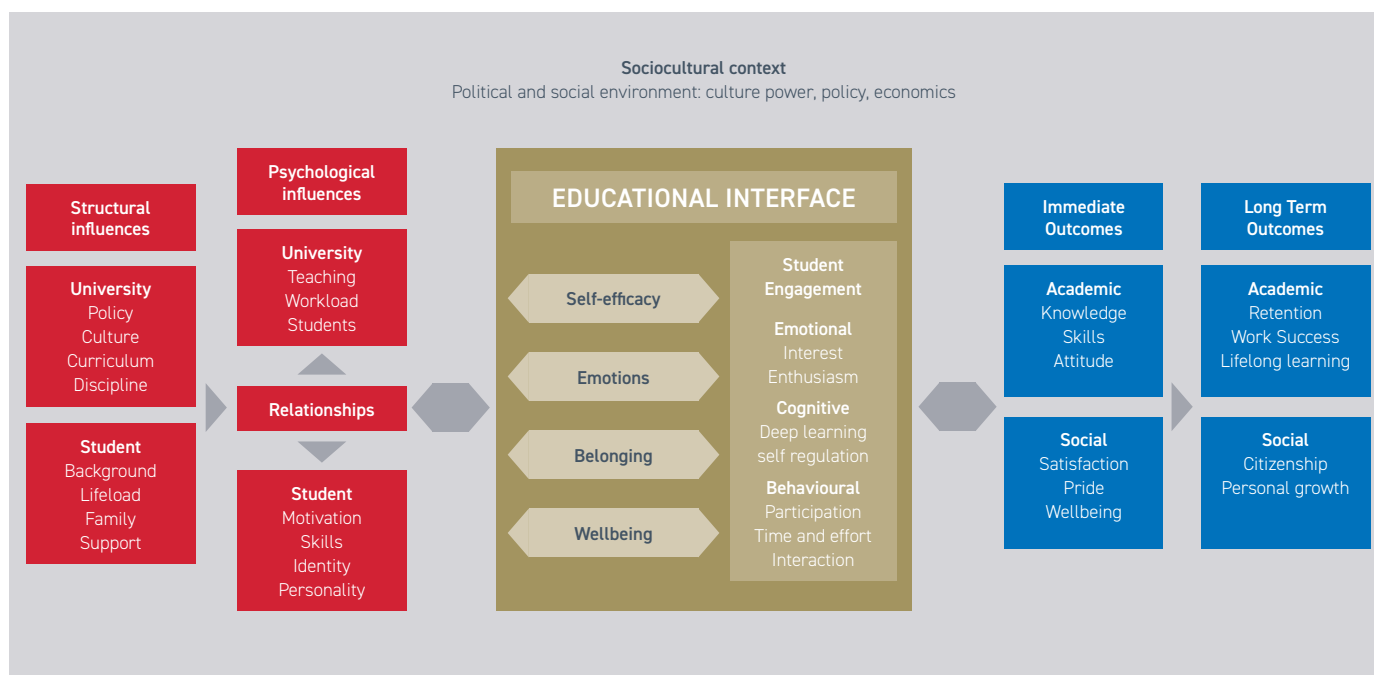 Sociocultural context
Political and social environment: culture power, policy, economics
Structural
influences
University
Policy
Culture
Curriculum
Discipline
Student
Background
Lifeload
Family
Support
Psychological
influences
University
Teaching
Workload
Students
Relationships
Student
Motivation
Skills
Identity
Personality
EDUCATIONAL INTERFACE
Self-efficacy
Emotions
Belonging
Wellbeing
Student
Engagement
Emotional
Interest
Enthusiasm
Cognitive
Deep learning
self regulation
Behavioural
Participation
Time and effort
Interaction
Immediate
Outcomes
Academic
Knowledge
Skills
Attitude
Social
Satisfaction
Pride
Wellbeing
Long Term
Outcomes
Academic
Retention
Work Success
Lifelong learning
Social
Citizenship
Personal growth